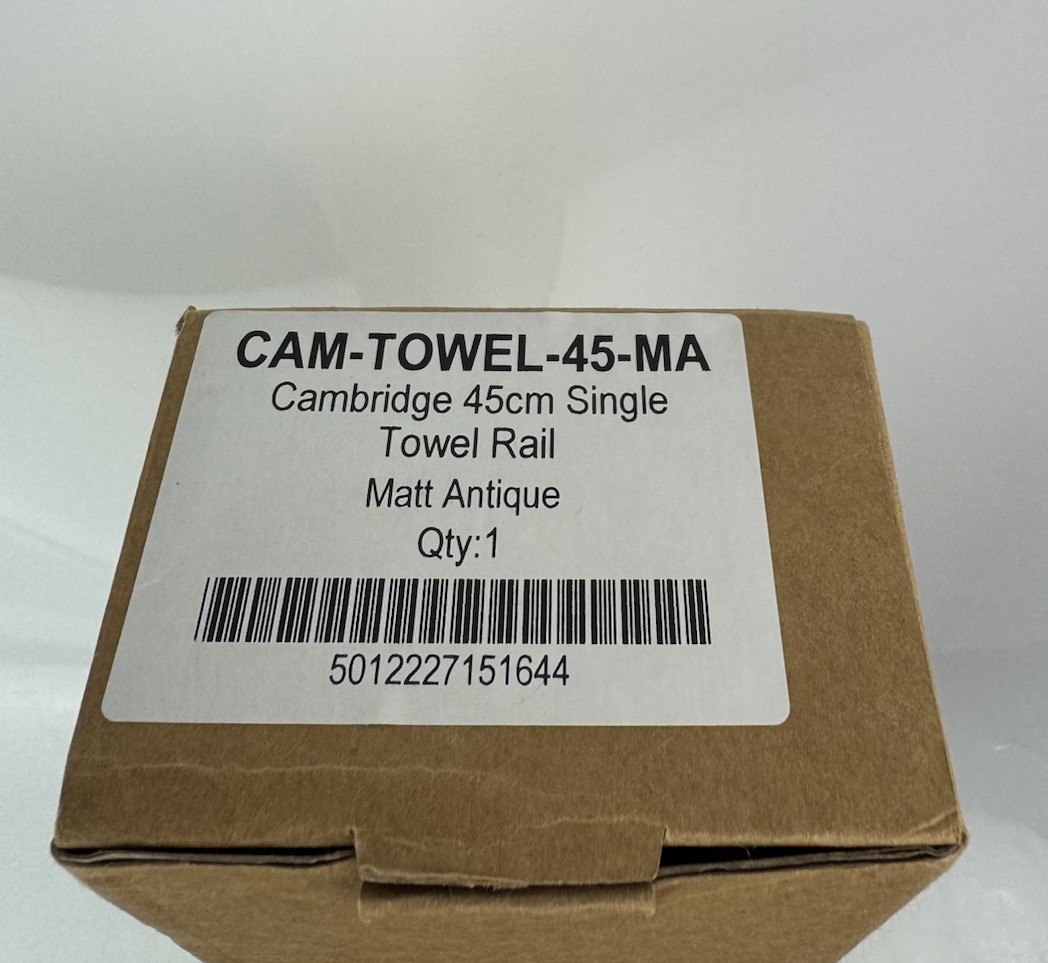 CAM-TOWEL-45-MA
Cambridge 45cm Single
Towel Rail
Matt Antique
Qty:1
5012227151644